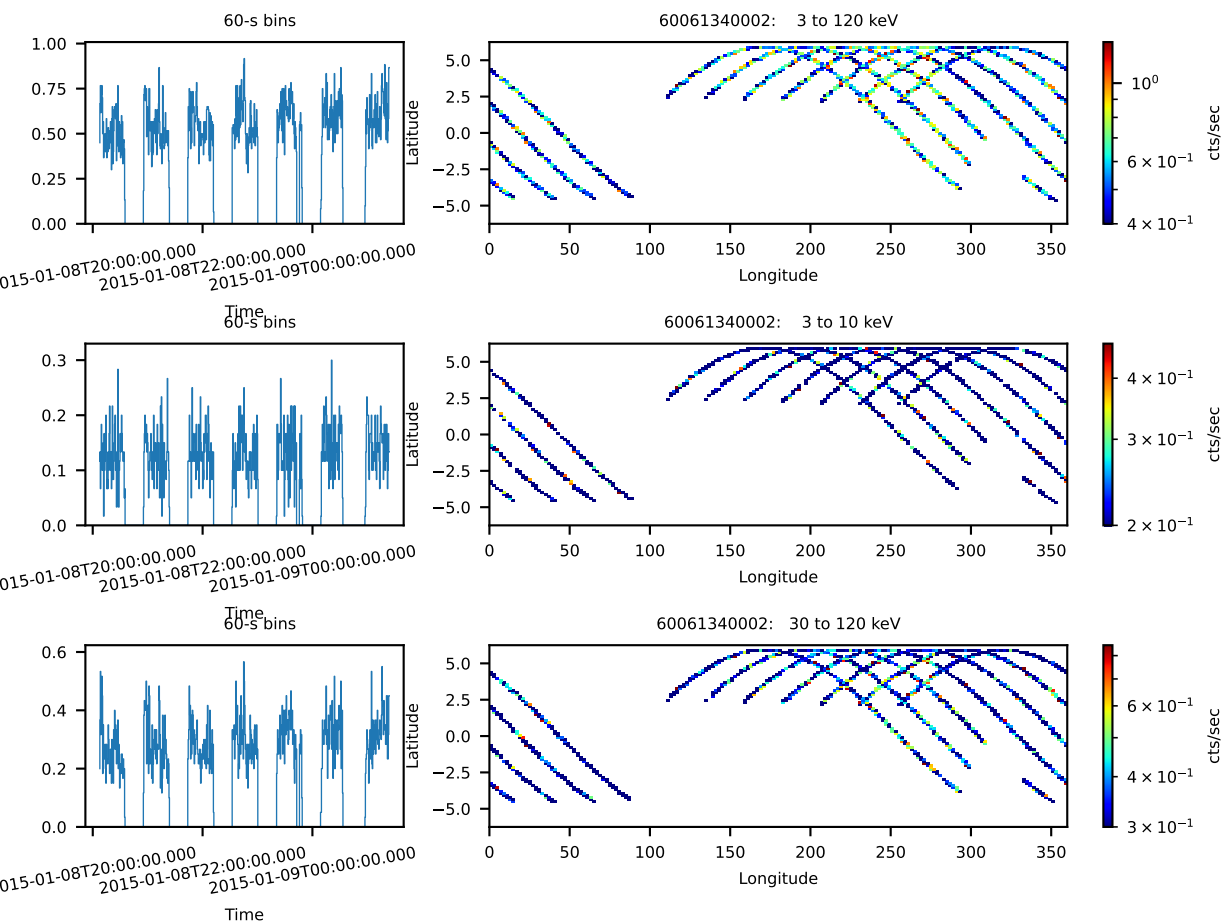 60-s bins
60061340002:    3 to 120 keV
1.00
0.75
0.50
0.25
0.00
015-01-08T20:00:00.000
2015-01-08T22:00:00.000
2015-01-09T00:00:00.000
Time
Latitude
5.0
2.5
0.0
−2.5
−5.0
0 50 100 150 200 250 300 350
Longitude
10⁰
6 × 10⁻¹
4 × 10⁻¹
cts/sec
60-s bins
60061340002:    3 to 10 keV
0.3
0.2
0.1
0.0
015-01-08T20:00:00.000
2015-01-08T22:00:00.000
2015-01-09T00:00:00.000
Time
Latitude
5.0
2.5
0.0
−2.5
−5.0
0 50 100 150 200 250 300 350
Longitude
4 × 10⁻¹
3 × 10⁻¹
2 × 10⁻¹
cts/sec
60-s bins
60061340002:   30 to 120 keV
0.6
0.4
0.2
0.0
015-01-08T20:00:00.000
2015-01-08T22:00:00.000
2015-01-09T00:00:00.000
Time
Latitude
5.0
2.5
0.0
−2.5
−5.0
0 50 100 150 200 250 300 350
Longitude
6 × 10⁻¹
4 × 10⁻¹
3 × 10⁻¹
cts/sec